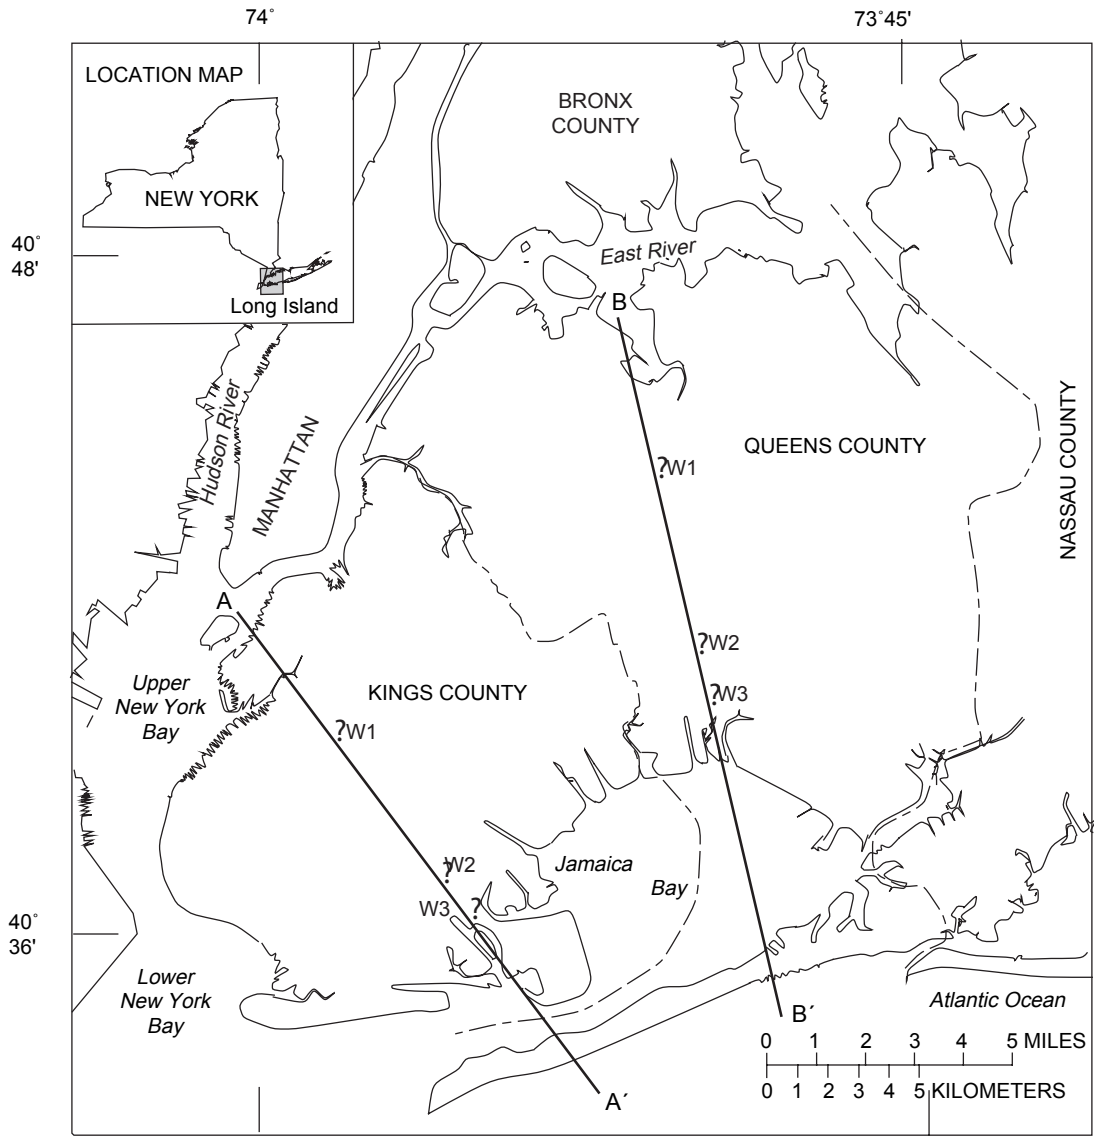 74°
73°45'
LOCATION MAP
NEW YORK
Long Island
40°
48'
BRONX
COUNTY
East River
B
Hudson River
MANHATTAN
QUEENS COUNTY
NASSAU COUNTY
?W1
?W2
?W3
A
Upper
New York
Bay
KINGS COUNTY
?W1
W2
?
W3 ?
Jamaica
Bay
40°
36'
Lower
New York
Bay
Atlantic Ocean
B´
A´
0 1 2 3 4 5 MILES
0 1 2 3 4 5 KILOMETERS